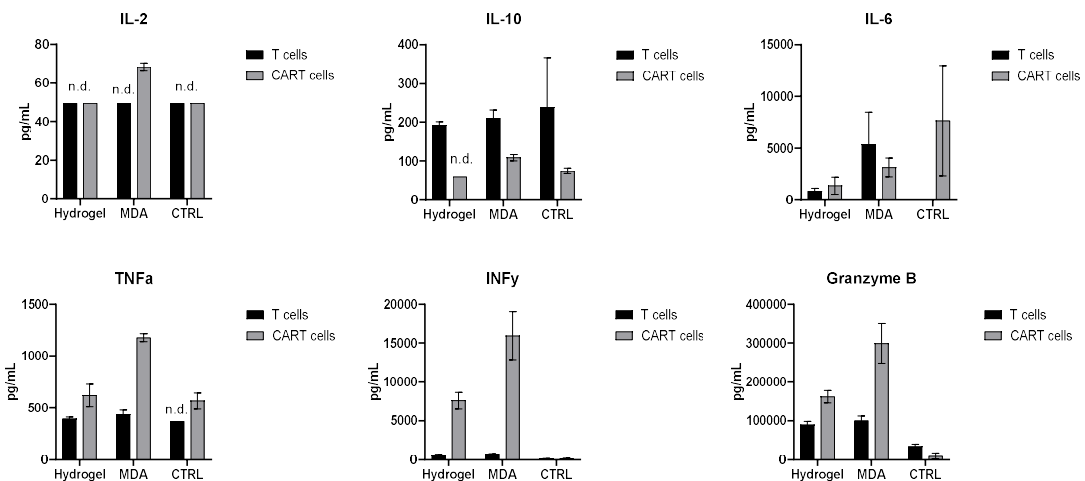 IL-2
80
60
40
20
0
pg/mL
n.d.
n.d.
n.d.
Hydrogel MDA CTRL
T cells
CART cells
IL-10
400
300
200
100
0
pg/mL
n.d.
Hydrogel MDA CTRL
T cells
CART cells
IL-6
15000
10000
5000
0
pg/mL
Hydrogel MDA CTRL
T cells
CART cells
TNFa
1500
1000
500
0
pg/mL
n.d.
Hydrogel MDA CTRL
T cells
CART cells
INFy
20000
15000
10000
5000
0
pg/mL
Hydrogel MDA CTRL
T cells
CART cells
Granzyme B
400000
300000
200000
100000
0
pg/mL
Hydrogel MDA CTRL
T cells
CART cells